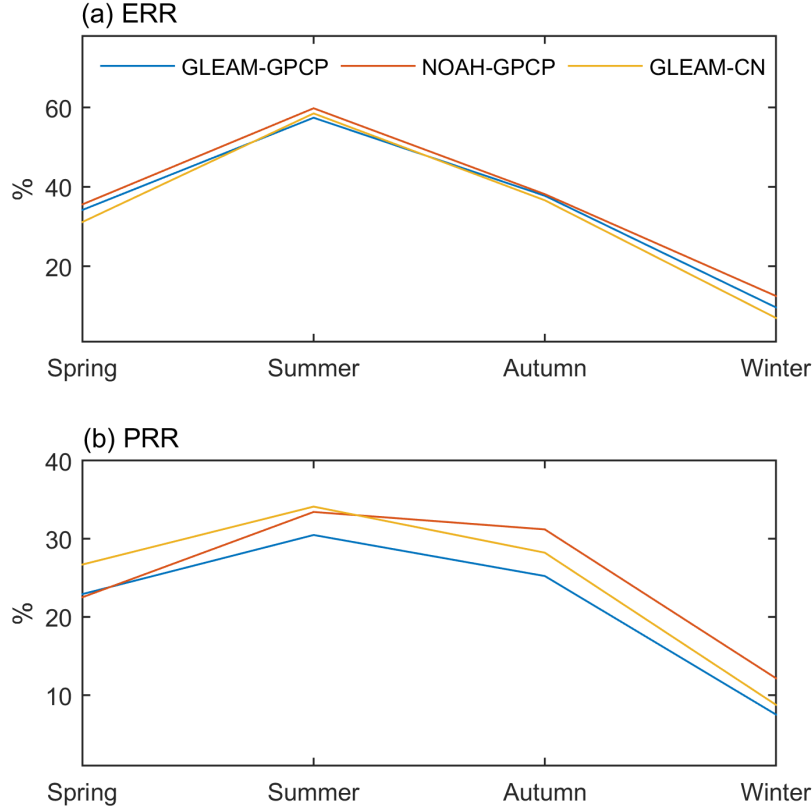 (a) ERR
GLEAM-GPCP NOAH-GPCP GLEAM-CN
60
40
20
%
Spring Summer Autumn Winter
(b) PRR
40
30
20
10
%
Spring Summer Autumn Winter